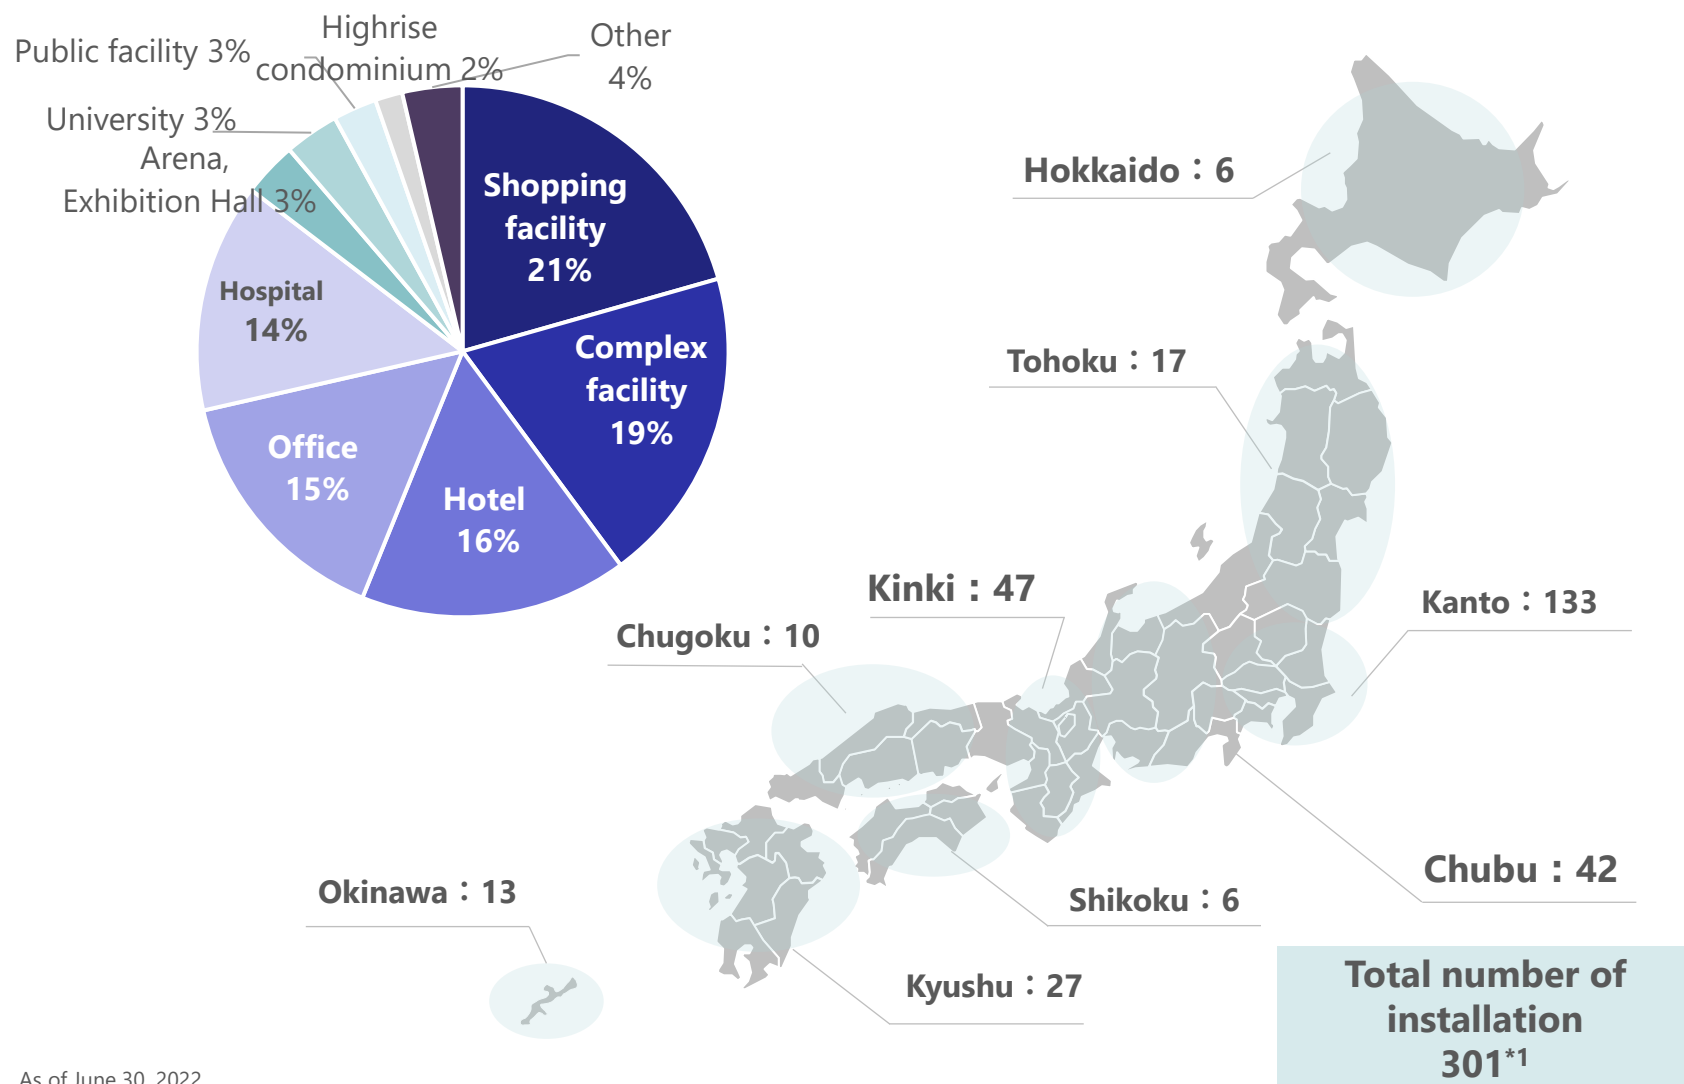 Public facility 3%
Highrise
condominium 2%
Other
4%
University 3%
Arena,
Exhibition Hall 3%
Shopping
facility
21%
Complex
facility
19%
Hotel
16%
Office
15%
Hospital
14%
Hokkaido：6
Tohoku：17
Kinki：47
Chugoku：10
Kanto：133
Chubu：42
Shikoku：6
Okinawa：13
Kyushu：27
Total number of
installation
301*1
As of June 30, 2022